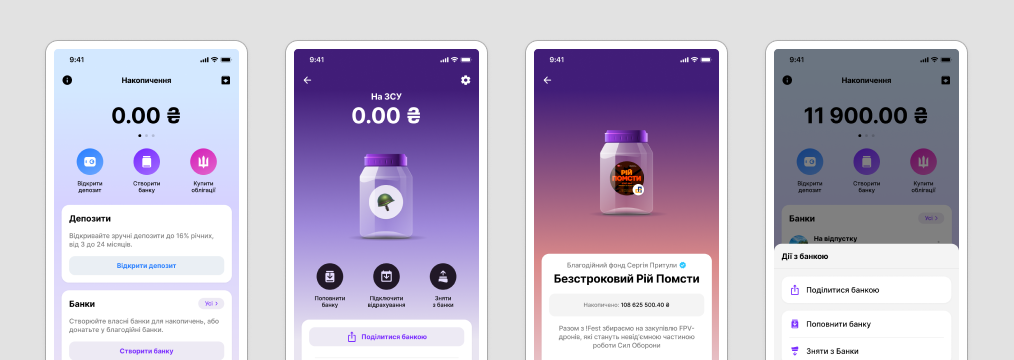 9:41
Накопичення
0.00 ₴
Відкрити
депозит
Створити
банку
Купити
облігації
Депозити
Відкривайте зручні депозити до 16% річних,
від 3 до 24 місяців.
Відкрити депозит
Банки
Усі >
Створюйте власні банки для накопичень, або
донатьте у благодійні банки.
Створити банку
9:41
На ЗСУ
0.00 ₴
Поповнити
банку
Підключити
відрахування
Зняти
з банки
Поділитися банкою
9:41
РІЙ
ПОМСТИ
Благодійний фонд Сергія Притули
Безстроковий Рій Помсти
Накопичено: 108 625 500.40 ₴
Разом з !Fest збираємо на закупівлю FPV-
дронів, які стануть невід'ємною частиною
роботи Сил Оборони
9:41
Накопичення
11 900.00 ₴
Відкрити
депозит
Створити
банку
Купити
облігації
Банки
Усі >
На відпустку
Дії з банкою
Поділитися банкою
Поповнити банку
Зняти з Банки